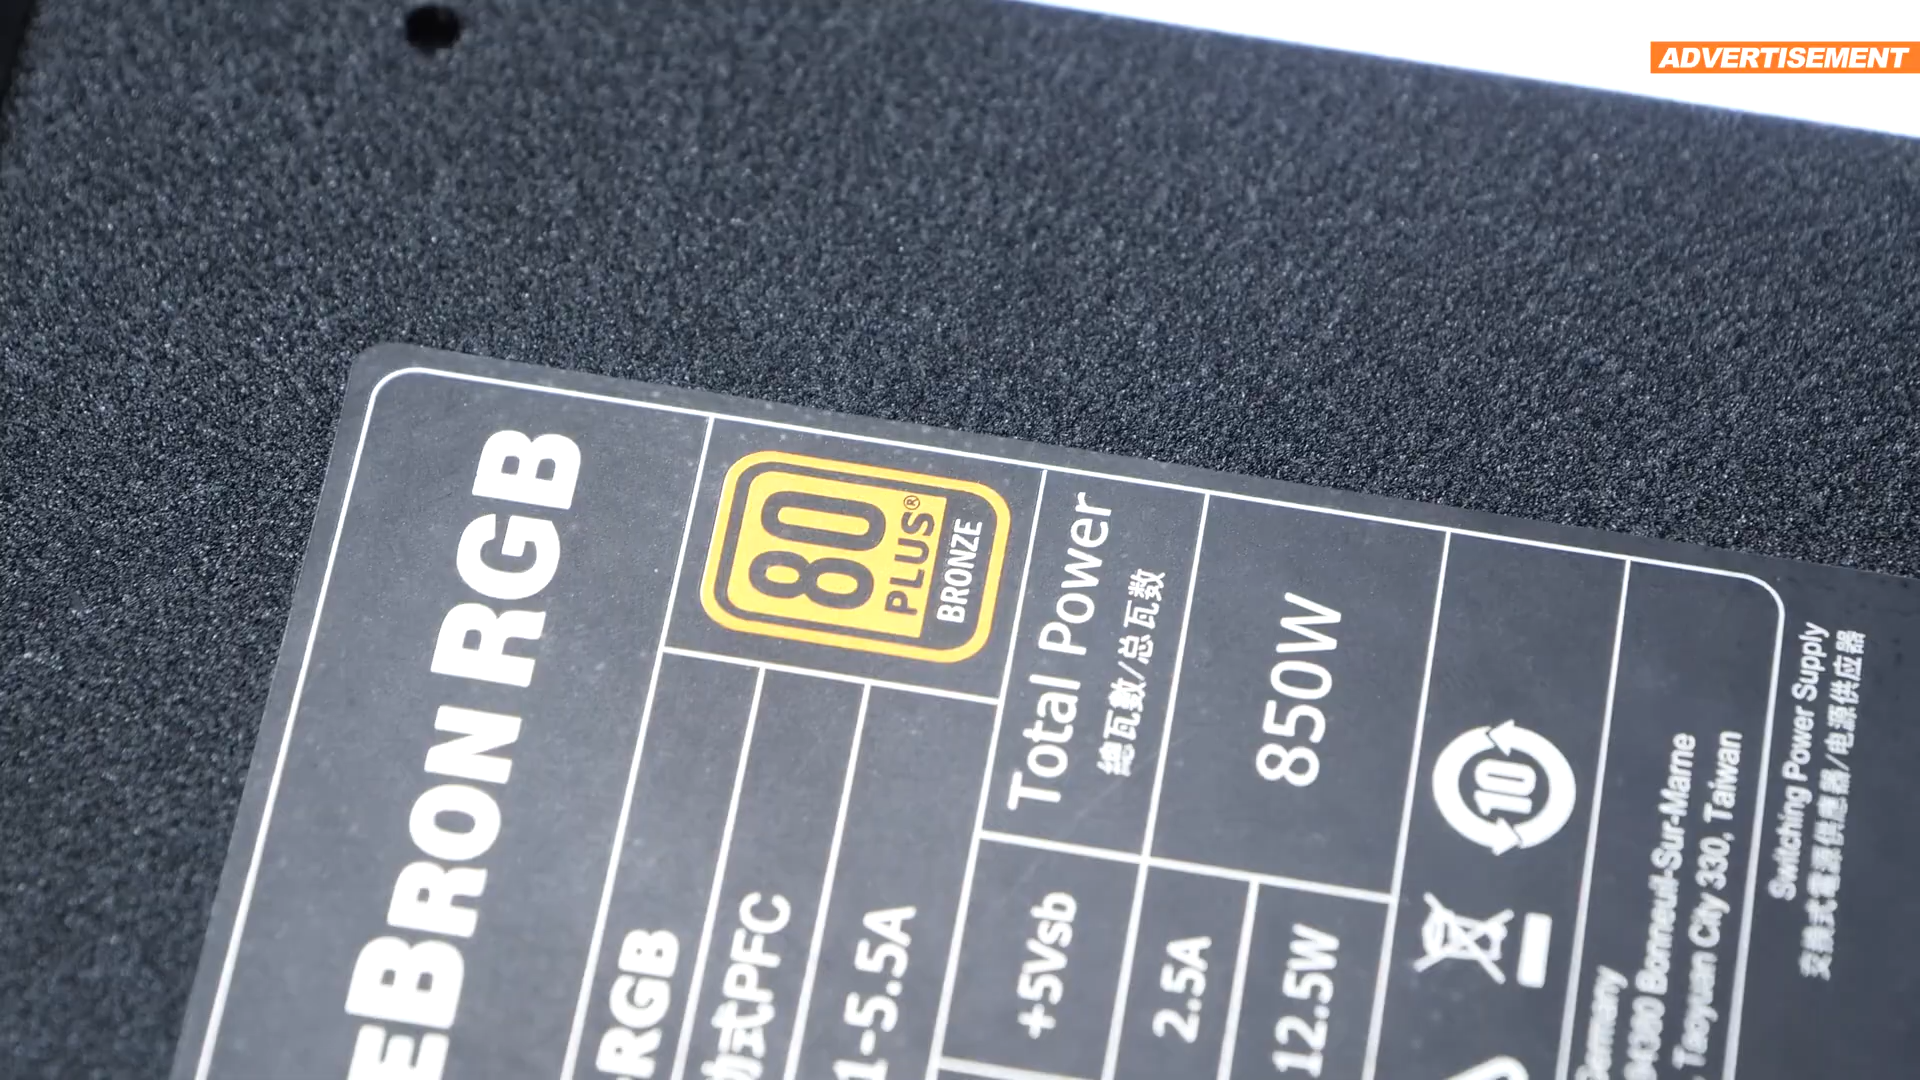 ADVERTISEMENT
EBRON RGB
80
PLUS®
BRONZE
Total Power
總瓦數/总瓦数
850W
RGB
動式PFC
1-5.5A
+5Vsb
2.5A
12.5W
10
Germany
Bonneuil-Sur-Marne
Taoyuan City 330, Taiwan
Switching Power Supply
交換式電源供應器/电源供应器